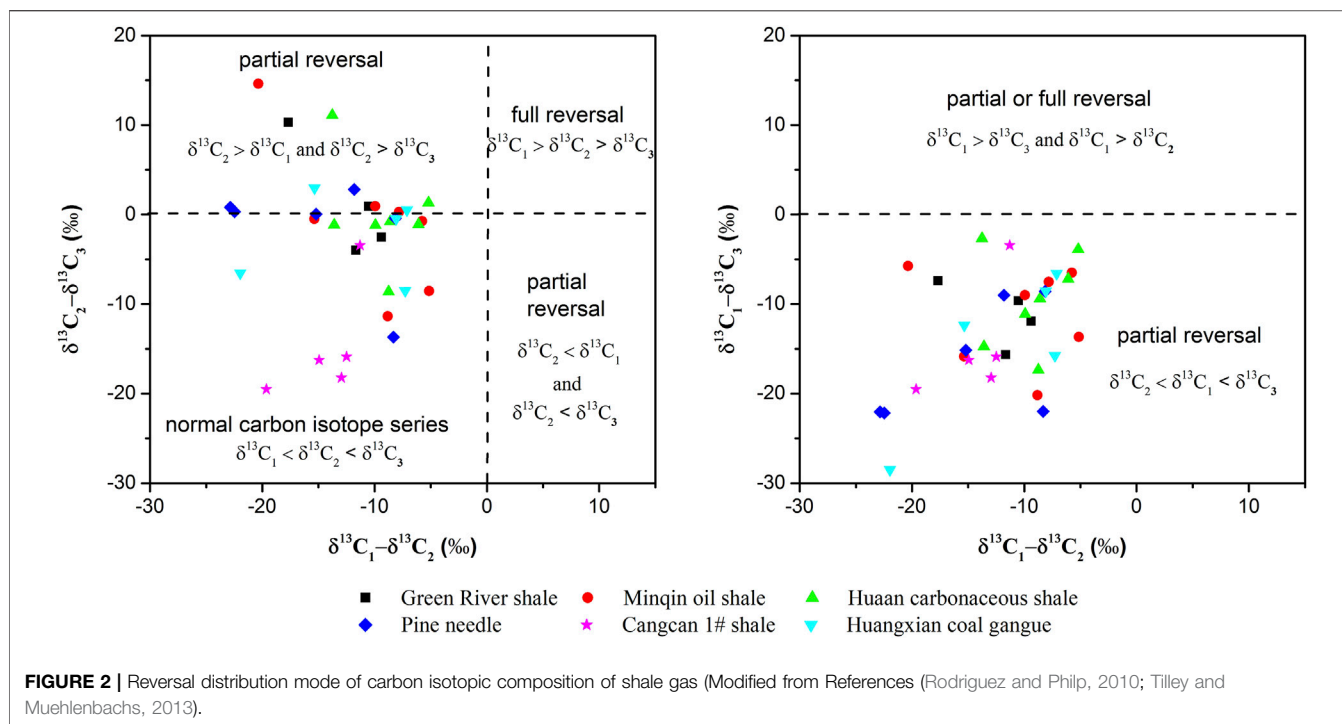 20
10
0
-10
-20
-30
-30
-20
-10
0
10
δ¹³C₂–δ¹³C₃ (‰)
δ¹³C₁–δ¹³C₂ (‰)
partial reversal
δ¹³C₂ > δ¹³C₁ and δ¹³C₂ > δ¹³C₃
full reversal
δ¹³C₁ > δ¹³C₂ > δ¹³C₃
partial
reversal
δ¹³C₂ < δ¹³C₁
and
δ¹³C₂ < δ¹³C₃
normal carbon isotope series
δ¹³C₁ < δ¹³C₂ < δ¹³C₃
20
10
0
-10
-20
-30
-30
-20
-10
0
10
δ¹³C₁–δ¹³C₃ (‰)
δ¹³C₁–δ¹³C₂ (‰)
partial or full reversal
δ¹³C₁ > δ¹³C₃ and δ¹³C₁ > δ¹³C₂
partial reversal
δ¹³C₂ < δ¹³C₁ < δ¹³C₃
Green River shale Minqin oil shale Huaan carbonaceous shale
Pine needle Cangcan 1# shale Huangxian coal gangue
FIGURE 2 | Reversal distribution mode of carbon isotopic composition of shale gas (Modified from References (Rodriguez and Philp, 2010; Tilley and
Muehlenbachs, 2013).